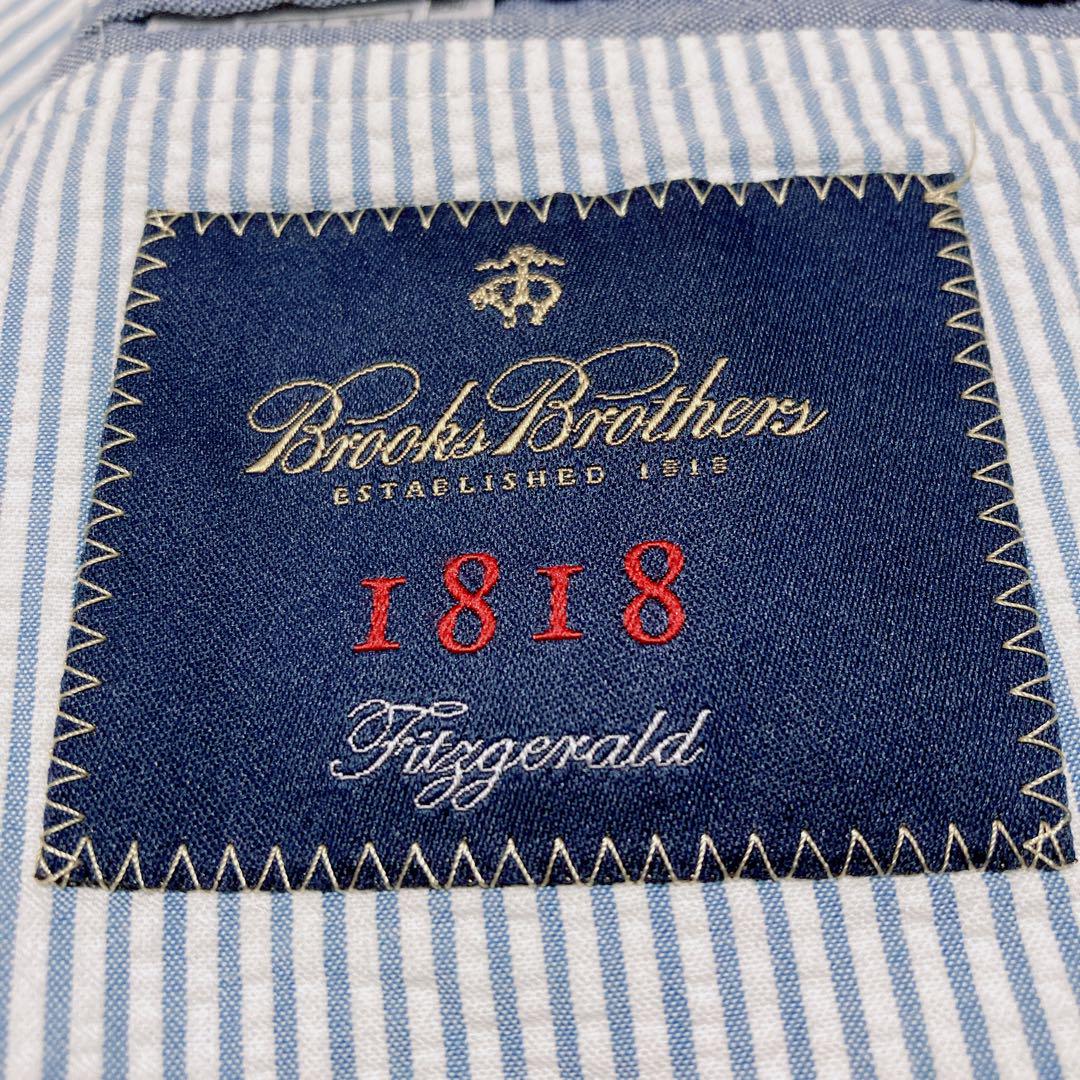 Brooks Brothers
ESTABLISHED 1818
1818
Fitzgerald